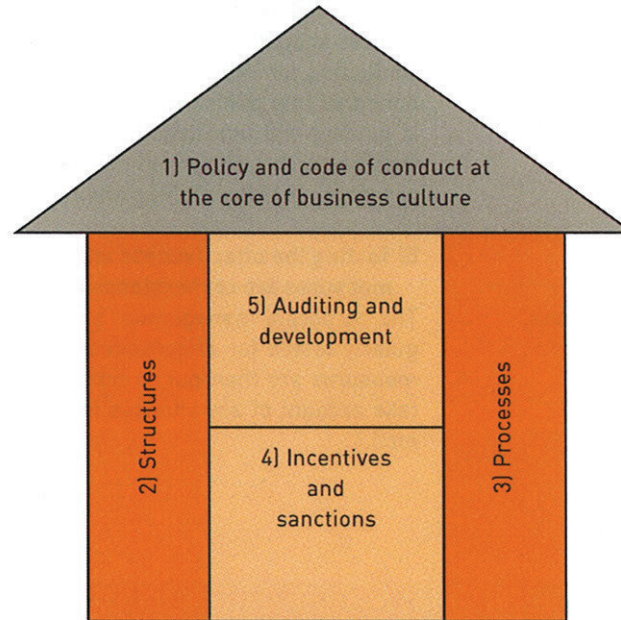 1) Policy and code of conduct at
the core of business culture
2) Structures
5) Auditing and
development
4) Incentives
and
sanctions
3) Processes